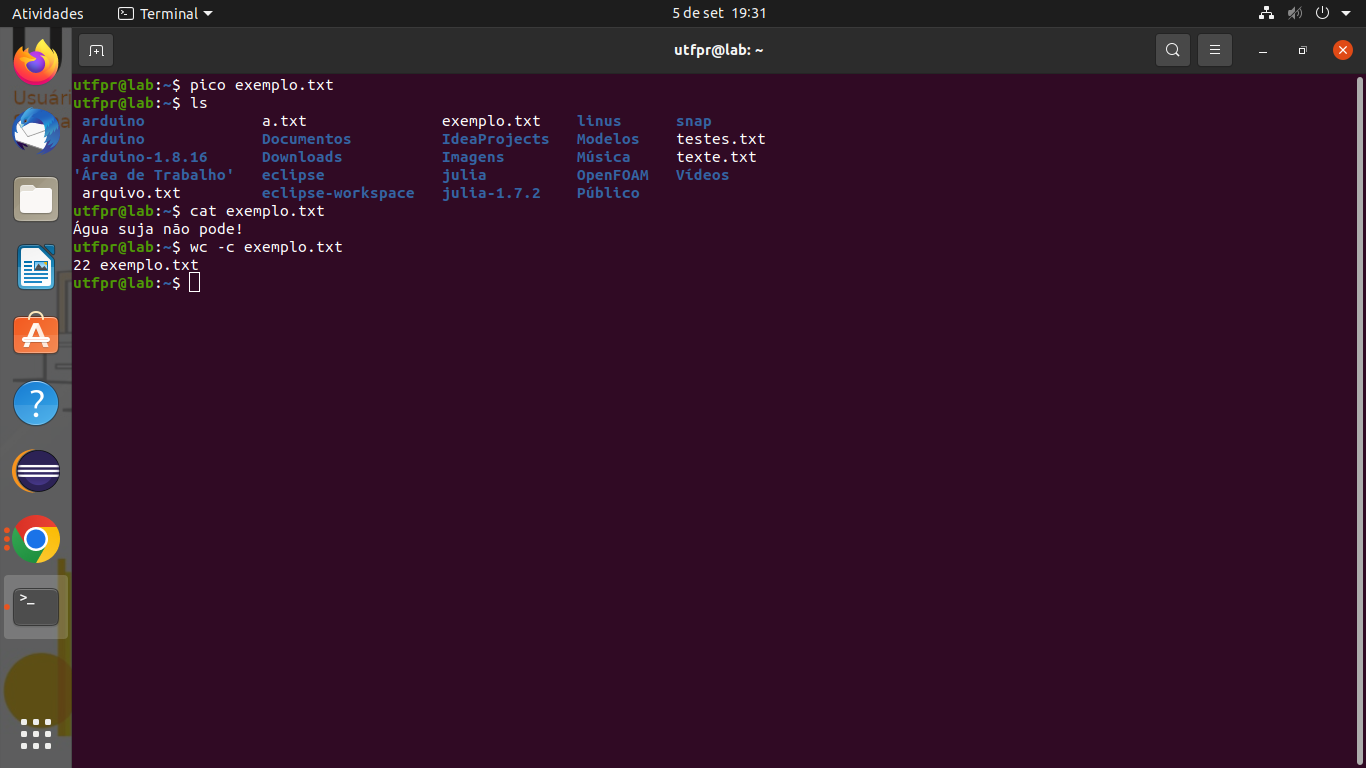 Atividades Terminal 5 de set 19:31
utfpr@lab: ~
Usuári
utfpr@lab:~$ pico exemplo.txt
utfpr@lab:~$ ls
arduino a.txt exemplo.txt linus snap
Arduino Documentos IdeaProjects Modelos testes.txt
arduino-1.8.16 Downloads Imagens Música texte.txt
'Área de Trabalho' eclipse julia OpenFOAM Vídeos
arquivo.txt eclipse-workspace julia-1.7.2 Público
utfpr@lab:~$ cat exemplo.txt
Água suja não pode!
utfpr@lab:~$ wc -c exemplo.txt
22 exemplo.txt
utfpr@lab:~$